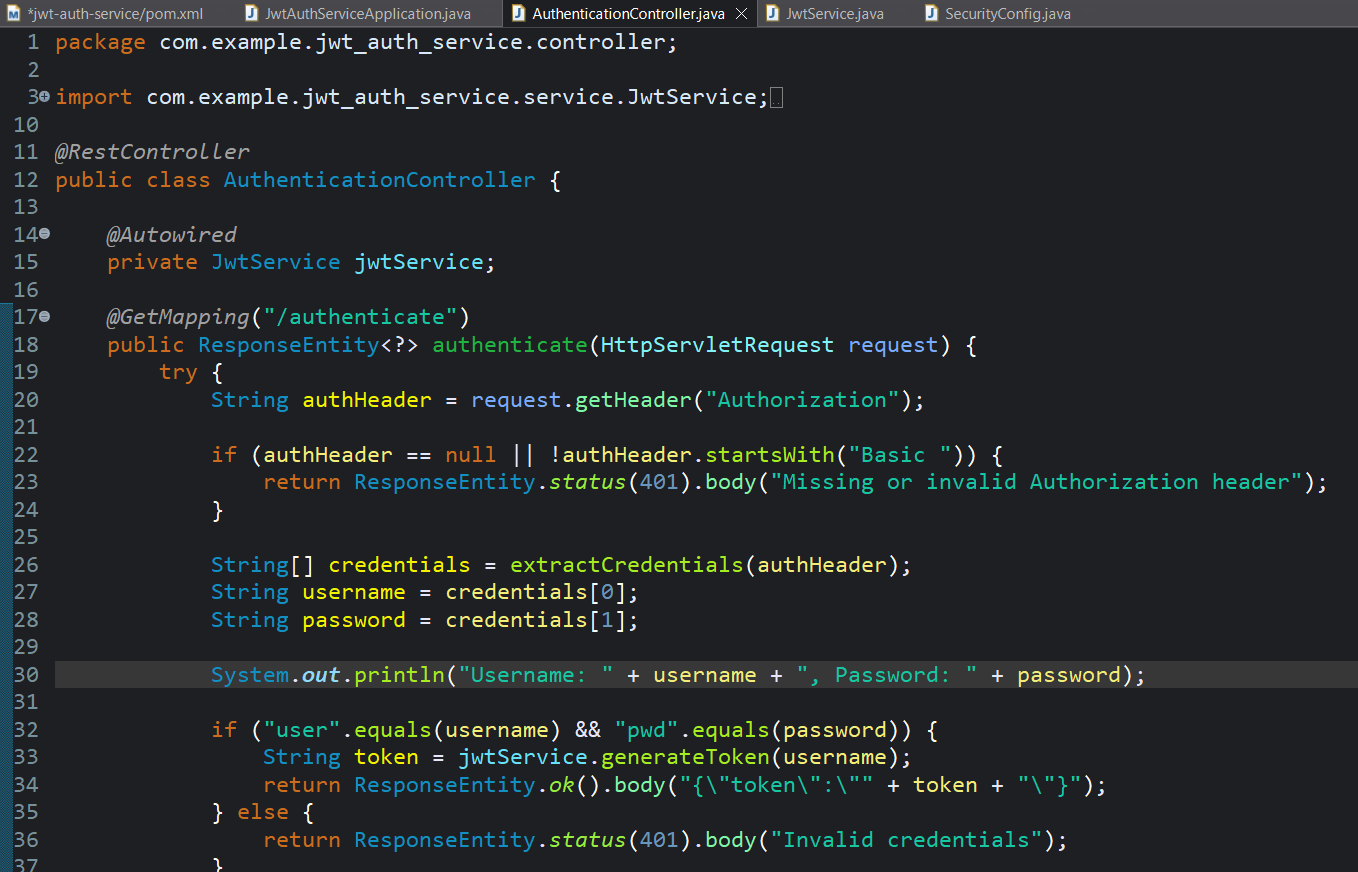 *jwt-auth-service/pom.xml JwtAuthServiceApplication.java AuthenticationController.java JwtService.java SecurityConfig.java
1 package com.example.jwt_auth_service.controller;
2
3 import com.example.jwt_auth_service.service.JwtService;
10
11 @RestController
12 public class AuthenticationController {
13
14 @Autowired
15 private JwtService jwtService;
16
17 @GetMapping("/authenticate")
18 public ResponseEntity<?> authenticate(HttpServletRequest request) {
19 try {
20 String authHeader = request.getHeader("Authorization");
21
22 if (authHeader == null || !authHeader.startsWith("Basic ")) {
23 return ResponseEntity.status(401).body("Missing or invalid Authorization header");
24 }
25
26 String[] credentials = extractCredentials(authHeader);
27 String username = credentials[0];
28 String password = credentials[1];
29
30 System.out.println("Username: " + username + ", Password: " + password);
31
32 if ("user".equals(username) && "pwd".equals(password)) {
33 String token = jwtService.generateToken(username);
34 return ResponseEntity.ok().body("{\"token\":\"" + token + "\"}");
35 } else {
36 return ResponseEntity.status(401).body("Invalid credentials");
37 }